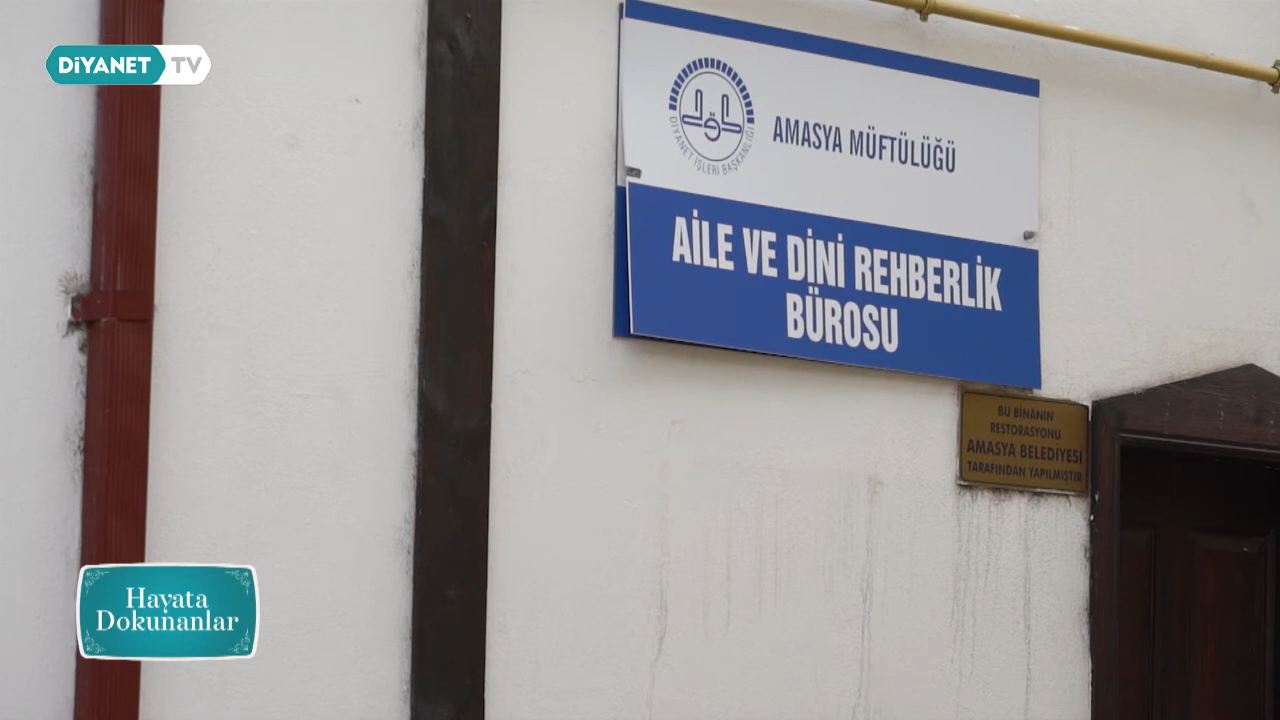 DİYANET TV
DİYANET İŞLERİ BAŞKANLIĞI
AMASYA MÜFTÜLÜĞÜ
AİLE VE DİNİ REHBERLİK
BÜROSU
BU BİNANIN
RESTORASYONU
AMASYA BELEDİYESİ
TARAFINDAN YAPILMIŞTIR
Hayata
Dokunanlar